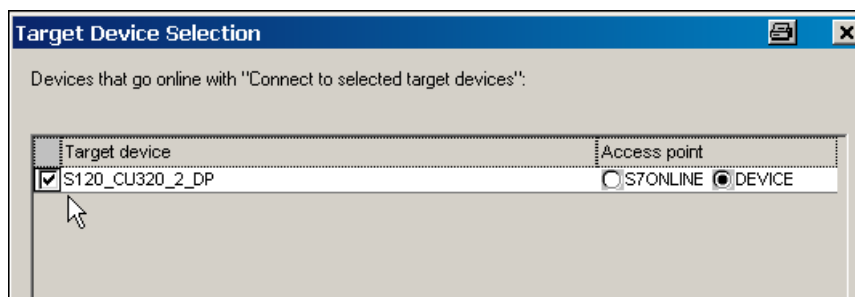 Target Device Selection
Devices that go online with "Connect to selected target devices":
Target device Access point
S120_CU320_2_DP S7ONLINE DEVICE